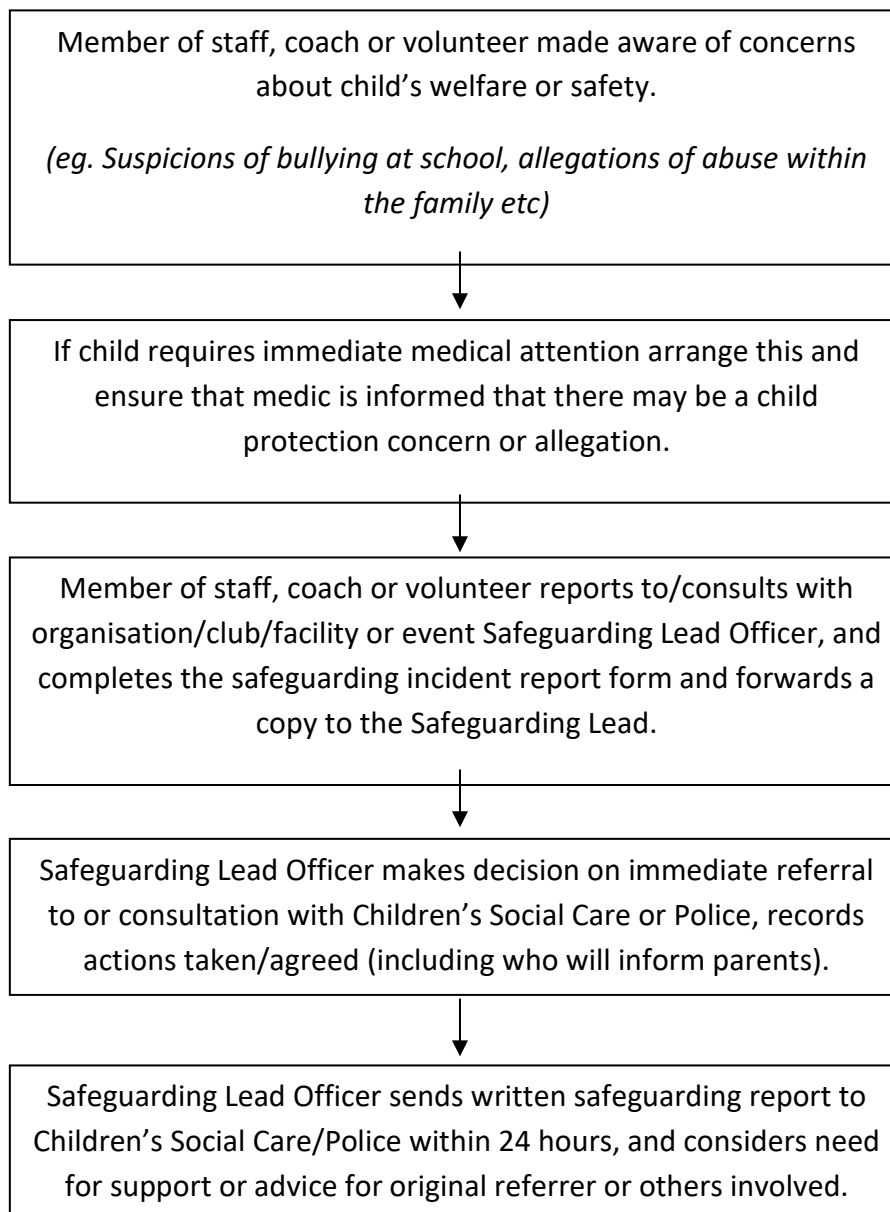 Member of staff, coach or volunteer made aware of concerns
about child’s welfare or safety.
(eg. Suspicions of bullying at school, allegations of abuse within
the family etc)
If child requires immediate medical attention arrange this and
ensure that medic is informed that there may be a child
protection concern or allegation.
Member of staff, coach or volunteer reports to/consults with
organisation/club/facility or event Safeguarding Lead Officer, and
completes the safeguarding incident report form and forwards a
copy to the Safeguarding Lead.
Safeguarding Lead Officer makes decision on immediate referral
to or consultation with Children’s Social Care or Police, records
actions taken/agreed (including who will inform parents).
Safeguarding Lead Officer sends written safeguarding report to
Children’s Social Care/Police within 24 hours, and considers need
for support or advice for original referrer or others involved.